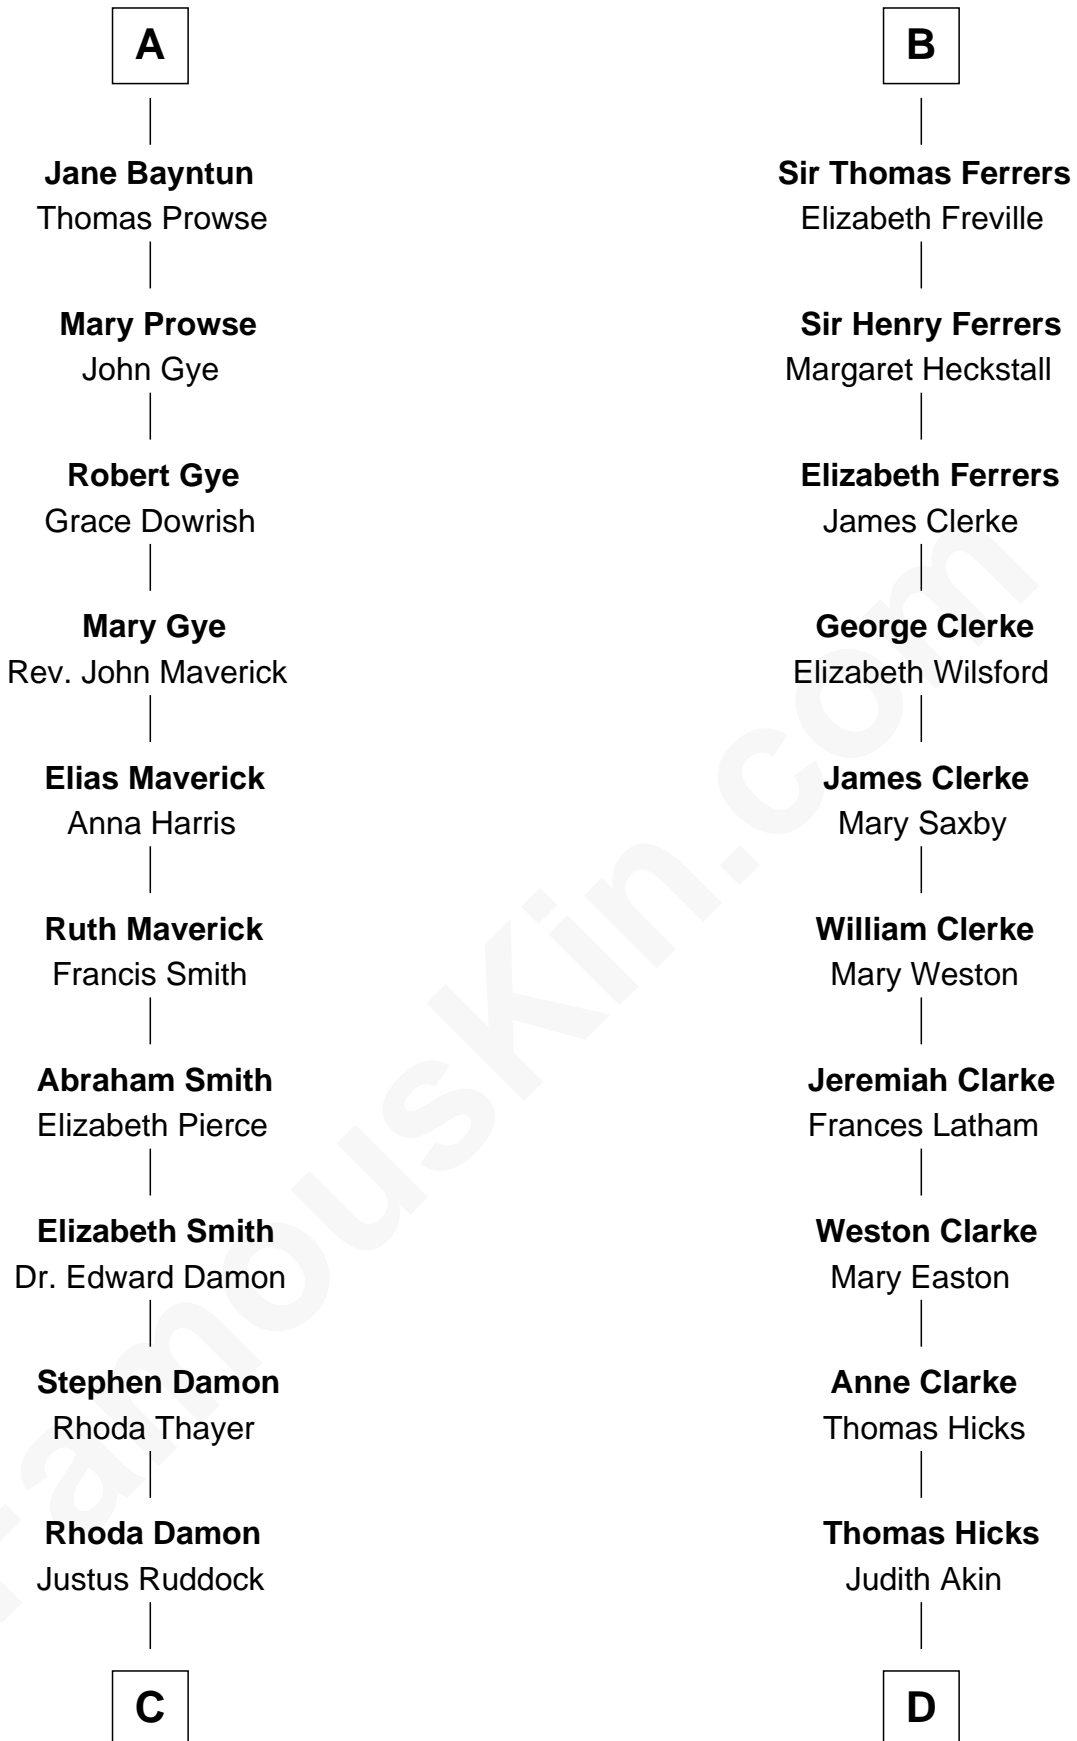 A
Jane Bayntun
Thomas Prowse
Mary Prowse
John Gye
Robert Gye
Grace Dowrish
Mary Gye
Rev. John Maverick
Elias Maverick
Anna Harris
Ruth Maverick
Francis Smith
Abraham Smith
Elizabeth Pierce
Elizabeth Smith
Dr. Edward Damon
Stephen Damon
Rhoda Thayer
Rhoda Damon
Justus Ruddock
C
B
Sir Thomas Ferrers
Elizabeth Freville
Sir Henry Ferrers
Margaret Heckstall
Elizabeth Ferrers
James Clerke
George Clerke
Elizabeth Wilsford
James Clerke
Mary Saxby
William Clerke
Mary Weston
Jeremiah Clarke
Frances Latham
Weston Clarke
Mary Easton
Anne Clarke
Thomas Hicks
Thomas Hicks
Judith Akin
D
FamousKin.com